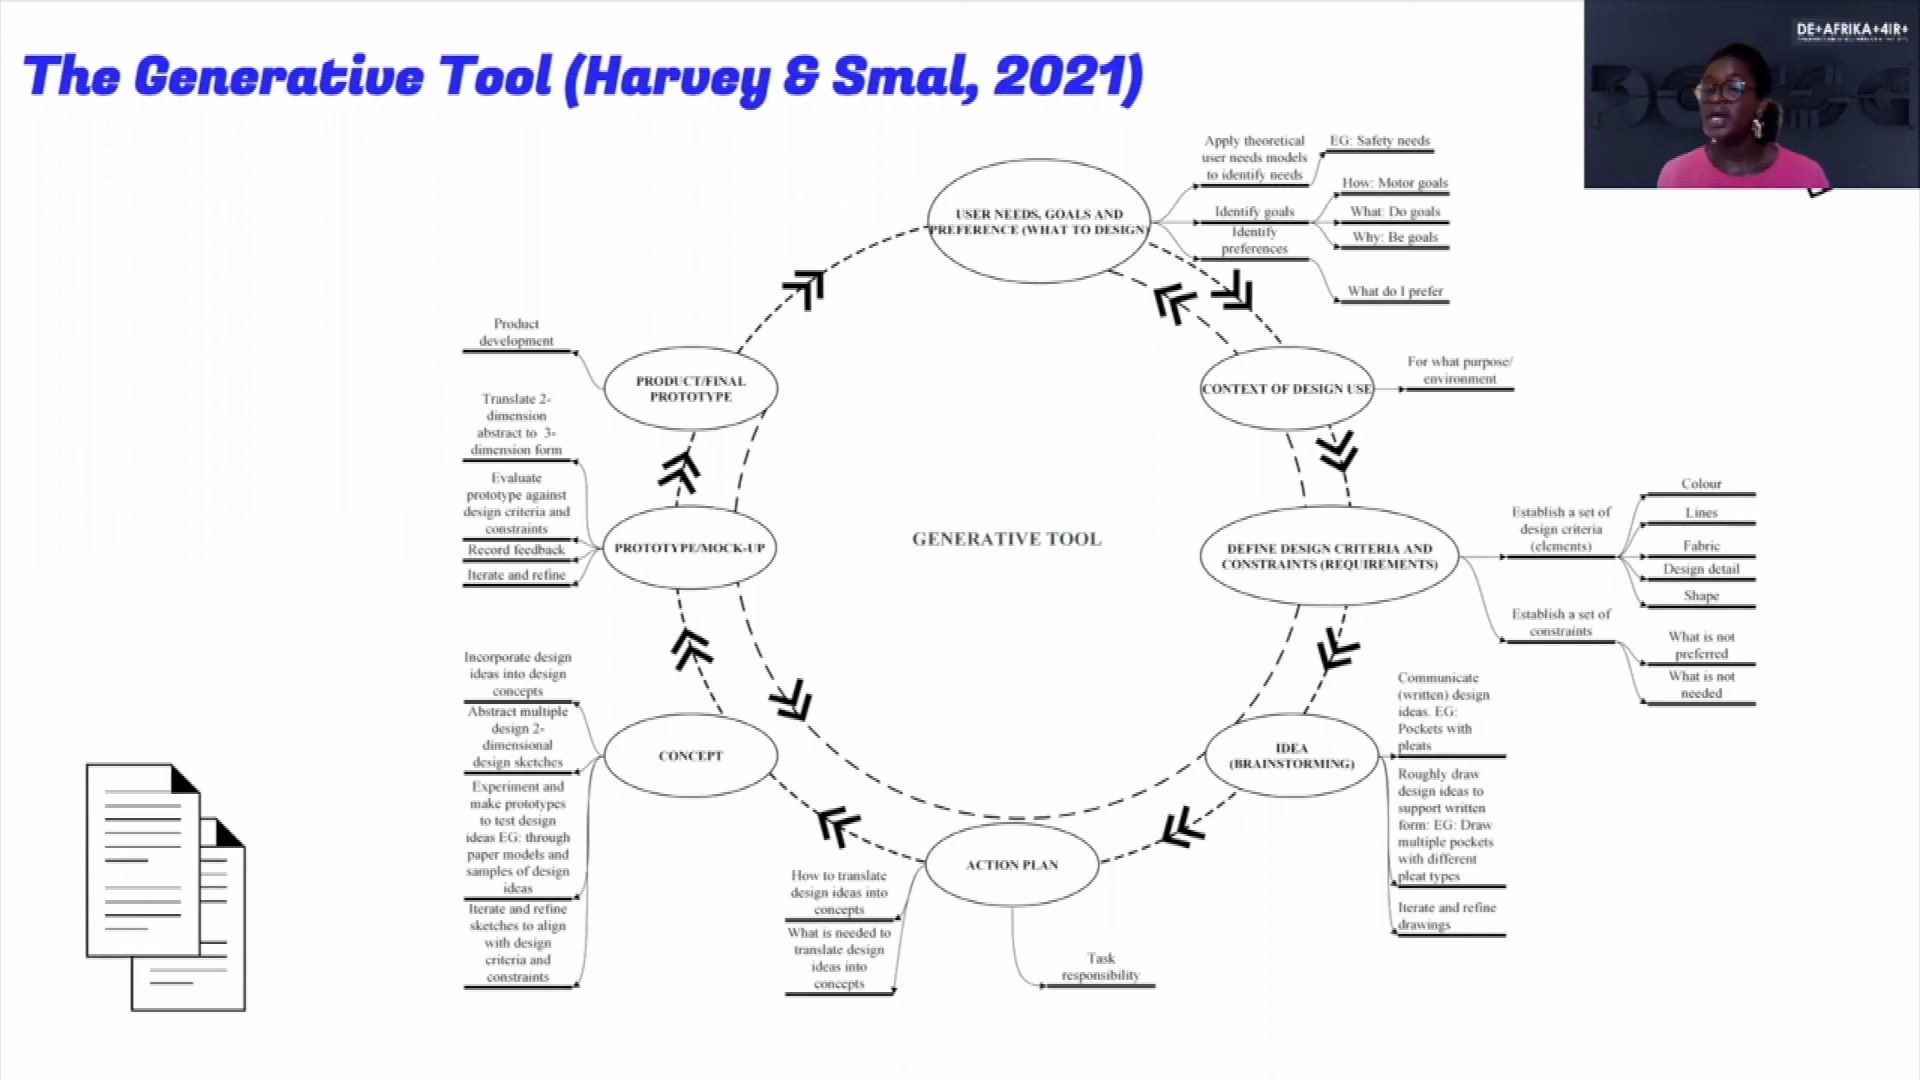 The Generative Tool (Harvey & Smal, 2021)
DE+AFRIKA+4IR+
USER NEEDS, GOALS AND
PREFERENCE (WHAT TO DESIGN)
Apply theoretical
user needs models
to identify needs
EG: Safety needs
Identify goals
How: Motor goals
What: Do goals
Why: Be goals
Identify
preferences
What do I prefer
CONTEXT OF DESIGN USE
For what purpose/
environment
DEFINE DESIGN CRITERIA AND
CONSTRAINTS (REQUIREMENTS)
Establish a set of
design criteria
(elements)
Colour
Lines
Fabric
Design detail
Shape
Establish a set of
constraints
What is not
preferred
What is not
needed
IDEA
(BRAINSTORMING)
Communicate
(written) design
ideas. EG:
Pockets with
pleats
Roughly draw
design ideas to
support written
form: EG: Draw
multiple pockets
with different
pleat types
Iterate and refine
drawings
ACTION PLAN
How to translate
design ideas into
concepts
What is needed to
translate design
ideas into
concepts
Task
responsibility
CONCEPT
Incorporate design
ideas into design
concepts
Abstract multiple
design 2-
dimensional
design sketches
Experiment and
make prototypes
to test design
ideas EG: through
paper models and
samples of design
ideas
Iterate and refine
sketches to align
with design
criteria and
constraints
PROTOTYPE/MOCK-UP
Translate 2-
dimension
abstract to 3-
dimension form
Evaluate
prototype against
design criteria and
constraints
Record feedback
Iterate and refine
PRODUCT/FINAL
PROTOTYPE
Product
development
GENERATIVE TOOL